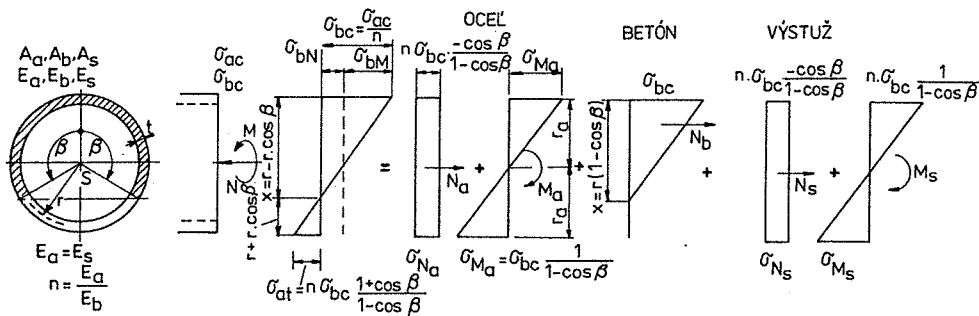 OCEĽ
BETÓN
VÝSTUŽ
A_a, A_b, A_s
E_a, E_b, E_s
β β
S
r
t
E_a = E_s
n = E_a/E_b
σ_ac
σ_bc
M
N
x = r - r.cos β
r + r.cos β
σ_bc = σ_ac/n
σ_bN
σ_bM
σ_at = n σ_bc (1+cos β)/(1-cos β)
=
n σ_bc . (-cos β)/(1-cos β)
N_a
σ_Na
+
σ_Ma
r_a
r_a
M_a
σ_Ma = σ_bc 1/(1-cos β)
+
σ_bc
x = r(1-cos β)
N_b
+
n.σ_bc (-cos β)/(1-cos β)
N_s
σ_Ns
+
n.σ_bc 1/(1-cos β)
M_s
σ_Ms